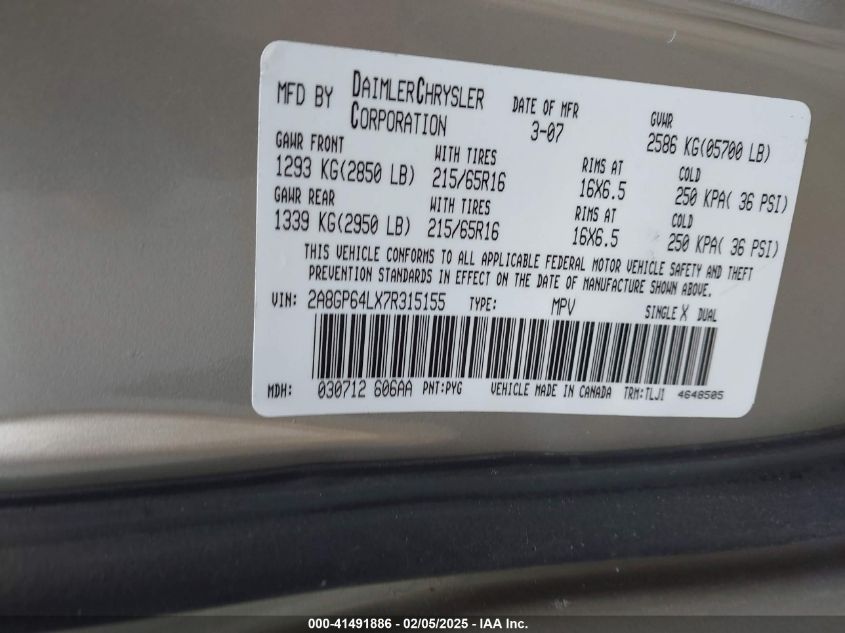 MFD BY DAIMLERCHRYSLER CORPORATION DATE OF MFR 3-07 GVWR 2586 KG(05700 LB)
GAWR FRONT WITH TIRES RIMS AT COLD
1293 KG(2850 LB) 215/65R16 16X6.5 250 KPA( 36 PSI)
GAWR REAR WITH TIRES RIMS AT COLD
1339 KG(2950 LB) 215/65R16 16X6.5 250 KPA( 36 PSI)
THIS VEHICLE CONFORMS TO ALL APPLICABLE FEDERAL MOTOR VEHICLE SAFETY AND THEFT
PREVENTION STANDARDS IN EFFECT ON THE DATE OF MANUFACTURE SHOWN ABOVE.
VIN: 2A8GP64LX7R315155 TYPE: MPV SINGLE X DUAL
MDH: 030712 606AA PNT:PYG VEHICLE MADE IN CANADA TRM:TLJ1 4648505
000-41491886 - 02/05/2025 - IAA Inc.